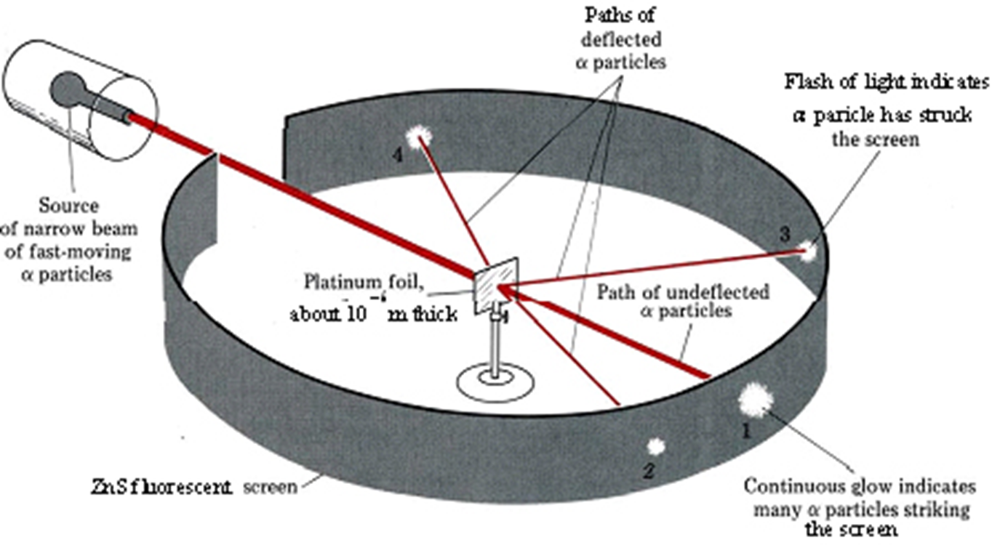 Paths of
deflected
α particles
Flash of light indicates
α paricle has struck
the screen
4
3
Source
of narrow beam
of fast-moving
α particles
Platinum foil,
about 10⁻⁶ m thick
Path of undeflected
α particles
1
2
ZnS fluorescent screen
Continuous glow indicates
many α particles striking
the screen